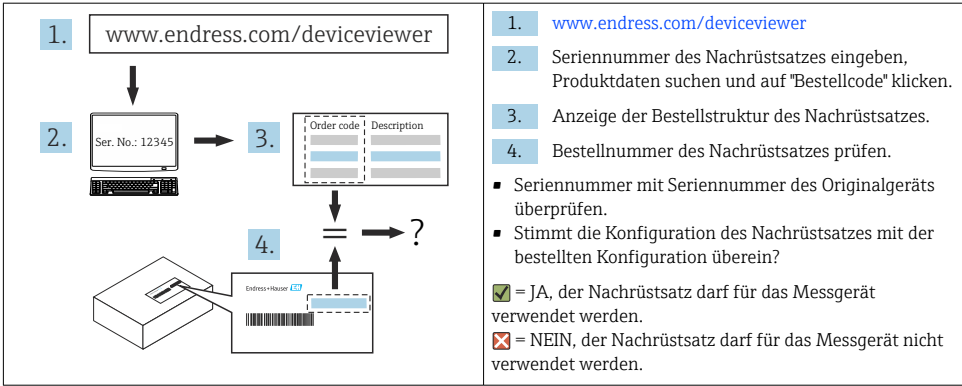 1.
www.endress.com/deviceviewer
2.
Ser. No.: 12345
3.
Order code
Description
=
?
4.
Endress+Hauser EH
1. www.endress.com/deviceviewer
2. Seriennummer des Nachrüstsatzes eingeben,
Produktdaten suchen und auf "Bestellcode" klicken.
3. Anzeige der Bestellstruktur des Nachrüstsatzes.
4. Bestellnummer des Nachrüstsatzes prüfen.
▪ Seriennummer mit Seriennummer des Originalgeräts
überprüfen.
▪ Stimmt die Konfiguration des Nachrüstsatzes mit der
bestellten Konfiguration überein?
☑ = JA, der Nachrüstsatz darf für das Messgerät
verwendet werden.
☒ = NEIN, der Nachrüstsatz darf für das Messgerät nicht
verwendet werden.